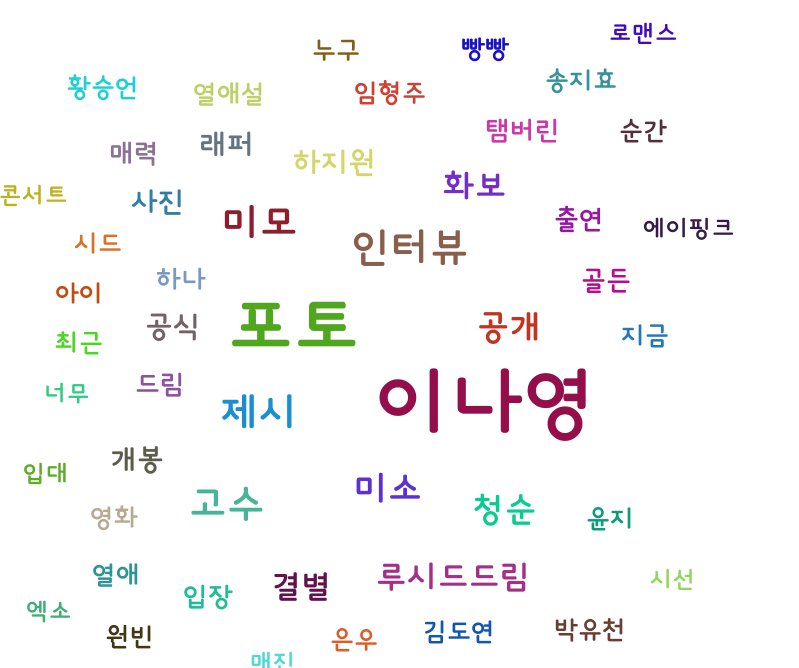 로맨스
누구
빵빵
송지효
황승언
열애설
임형주
탬버린
순간
매력
래퍼
하지원
화보
콘서트
사진
미모
출연
에이핑크
시드
인터뷰
아이
하나
골든
최근
공식
포토
공개
지금
너무
드림
제시
이나영
입대
개봉
미소
고수
영화
청순
윤지
열애
입장
결별
루시드드림
시선
엑소
원빈
은우
김도연
박유천
매진